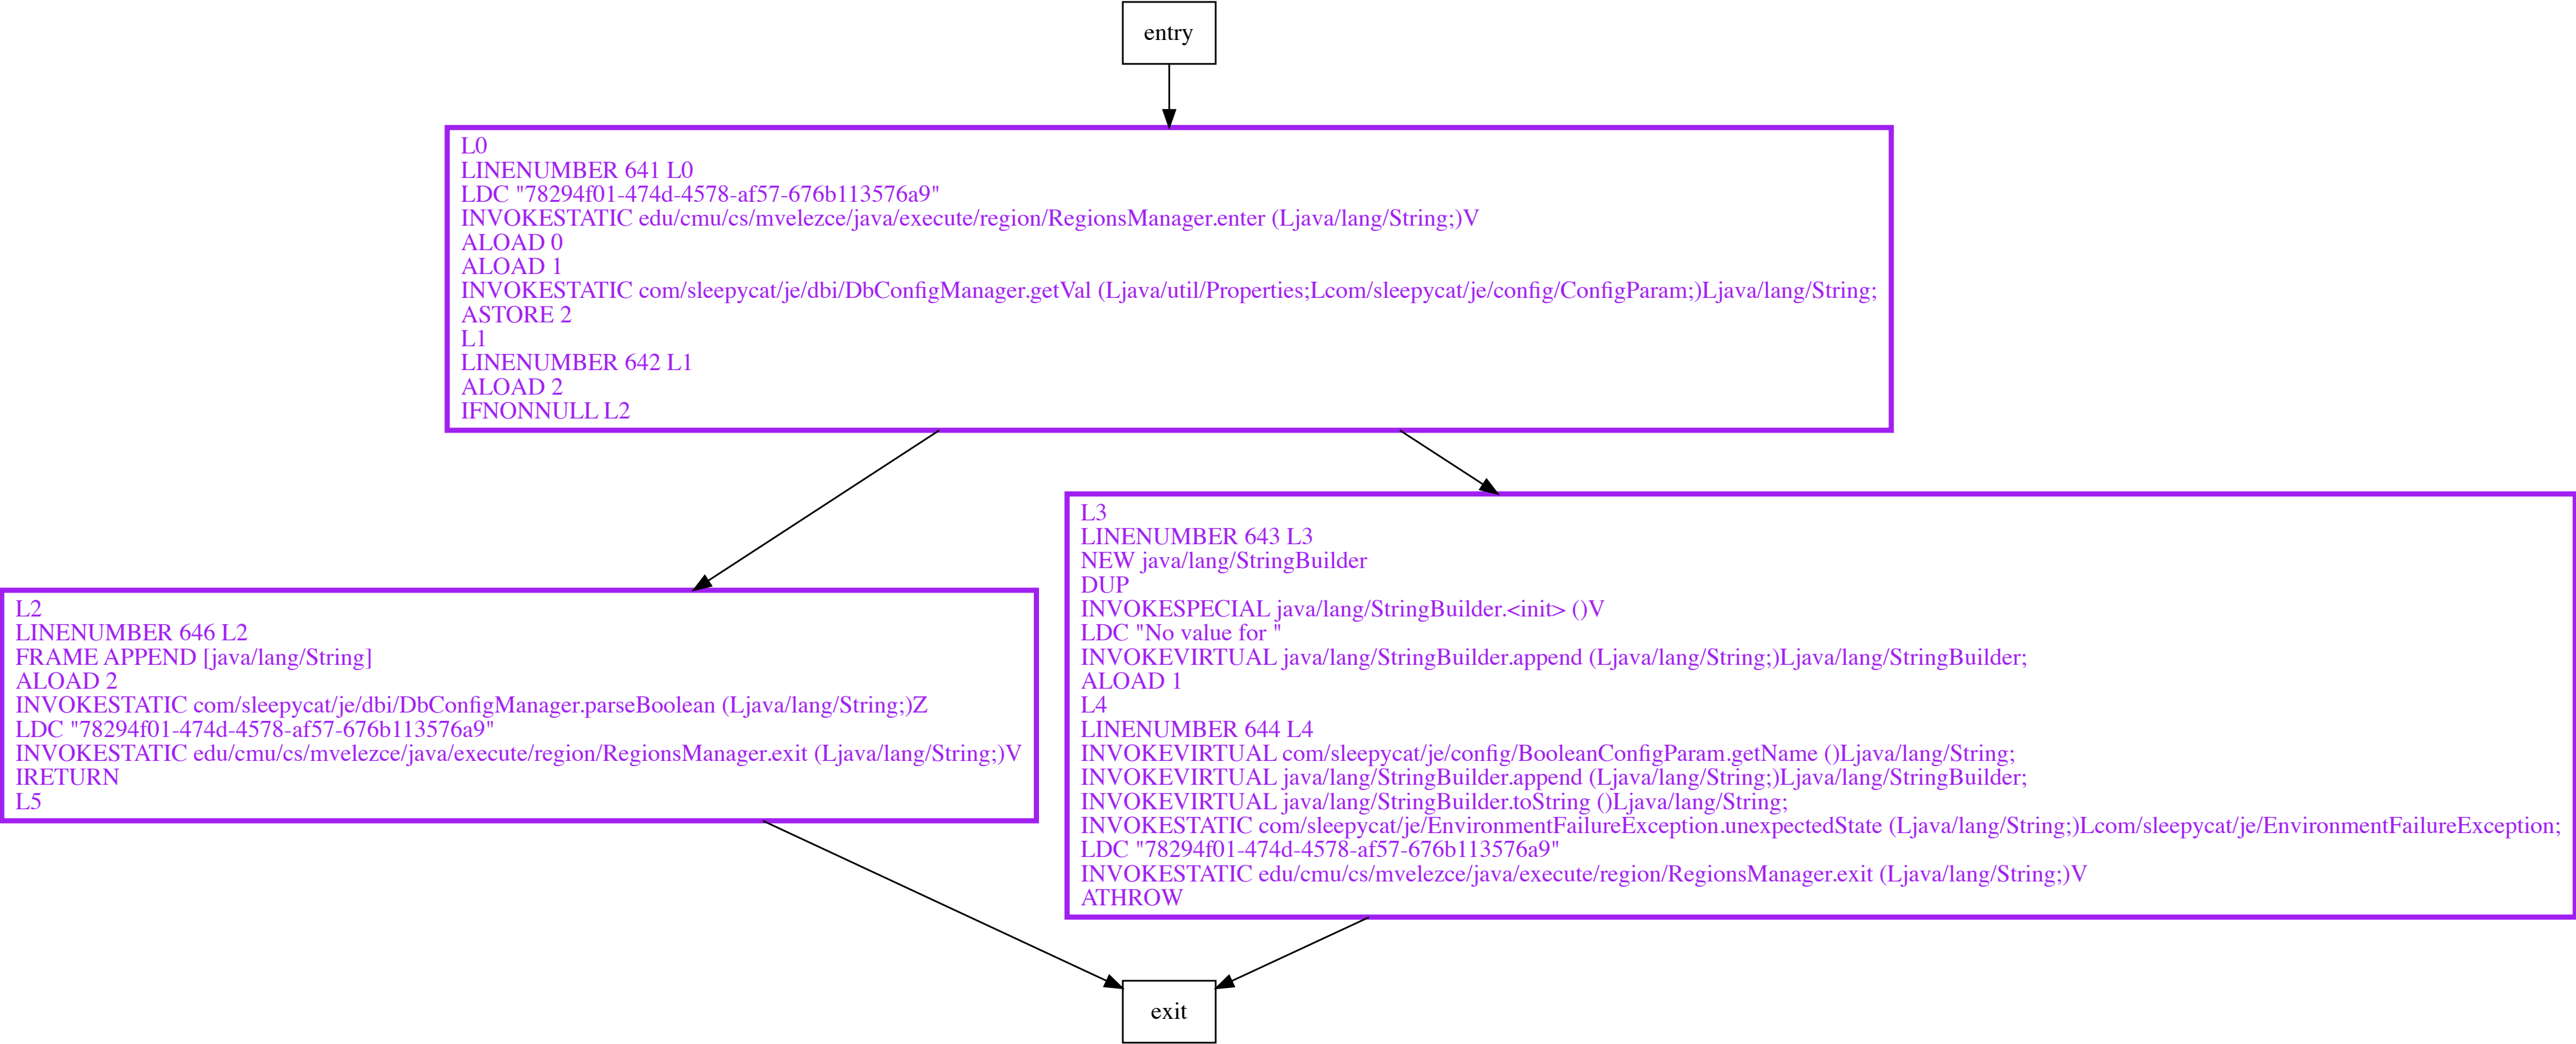 entry
L0
LINENUMBER 641 L0
LDC "78294f01-474d-4578-af57-676b113576a9"
INVOKESTATIC edu/cmu/cs/mvelezce/java/execute/region/RegionsManager.enter (Ljava/lang/String;)V
ALOAD 0
ALOAD 1
INVOKESTATIC com/sleepycat/je/dbi/DbConfigManager.getVal (Ljava/util/Properties;Lcom/sleepycat/je/config/ConfigParam;)Ljava/lang/String;
ASTORE 2
L1
LINENUMBER 642 L1
ALOAD 2
IFNONNULL L2
L2
LINENUMBER 646 L2
FRAME APPEND [java/lang/String]
ALOAD 2
INVOKESTATIC com/sleepycat/je/dbi/DbConfigManager.parseBoolean (Ljava/lang/String;)Z
LDC "78294f01-474d-4578-af57-676b113576a9"
INVOKESTATIC edu/cmu/cs/mvelezce/java/execute/region/RegionsManager.exit (Ljava/lang/String;)V
IRETURN
L5
L3
LINENUMBER 643 L3
NEW java/lang/StringBuilder
DUP
INVOKESPECIAL java/lang/StringBuilder.<init> ()V
LDC "No value for "
INVOKEVIRTUAL java/lang/StringBuilder.append (Ljava/lang/String;)Ljava/lang/StringBuilder;
ALOAD 1
L4
LINENUMBER 644 L4
INVOKEVIRTUAL com/sleepycat/je/config/BooleanConfigParam.getName ()Ljava/lang/String;
INVOKEVIRTUAL java/lang/StringBuilder.append (Ljava/lang/String;)Ljava/lang/StringBuilder;
INVOKEVIRTUAL java/lang/StringBuilder.toString ()Ljava/lang/String;
INVOKESTATIC com/sleepycat/je/EnvironmentFailureException.unexpectedState (Ljava/lang/String;)Lcom/sleepycat/je/EnvironmentFailureException;
LDC "78294f01-474d-4578-af57-676b113576a9"
INVOKESTATIC edu/cmu/cs/mvelezce/java/execute/region/RegionsManager.exit (Ljava/lang/String;)V
ATHROW
exit